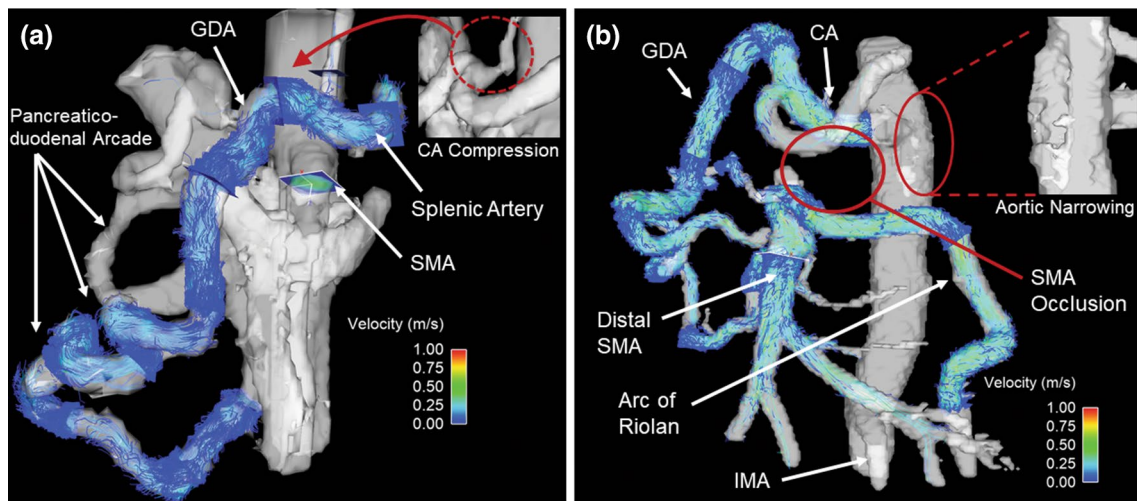 (a)
GDA
Pancreatico-
duodenal Arcade
CA Compression
Splenic Artery
SMA
Velocity (m/s)
1.00
0.75
0.50
0.25
0.00
(b)
GDA
CA
Aortic Narrowing
SMA
Occlusion
Distal
SMA
Arc of
Riolan
IMA
Velocity (m/s)
1.00
0.75
0.50
0.25
0.00